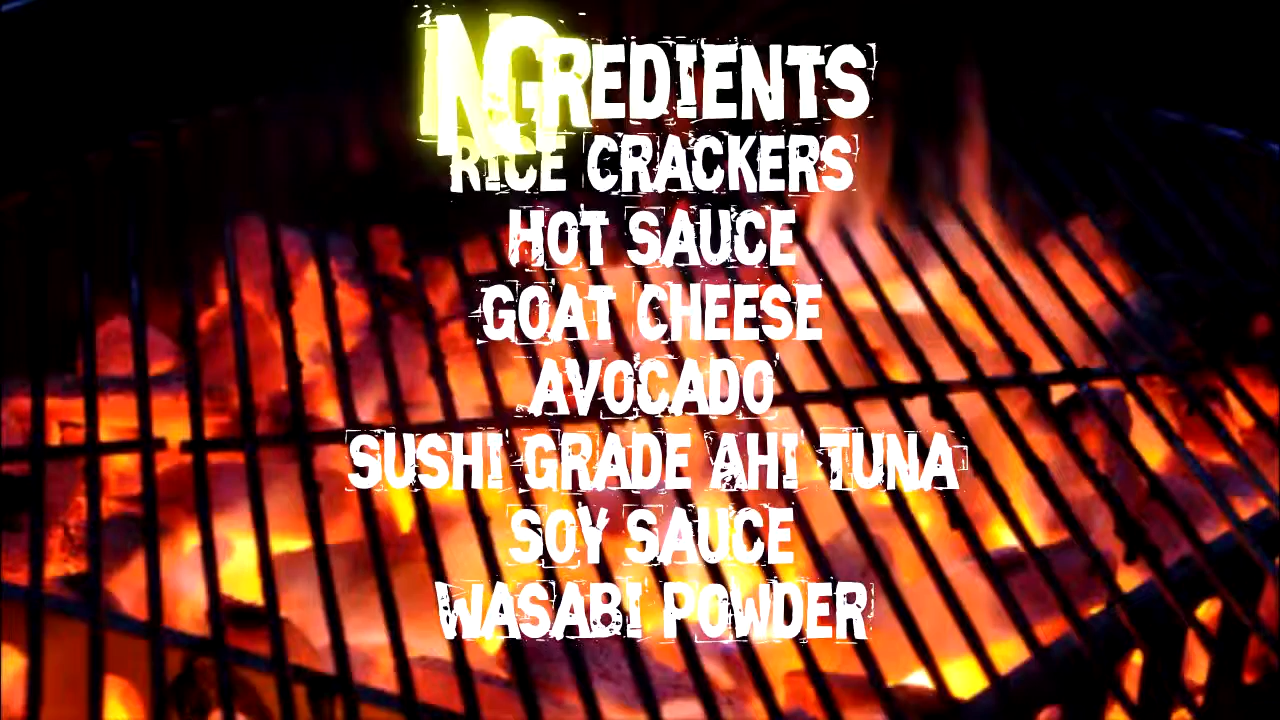 INGREDIENTS
RICE CRACKERS
HOT SAUCE
GOAT CHEESE
AVOCADO
SUSHI GRADE AHI TUNA
SOY SAUCE
WASABI POWDER